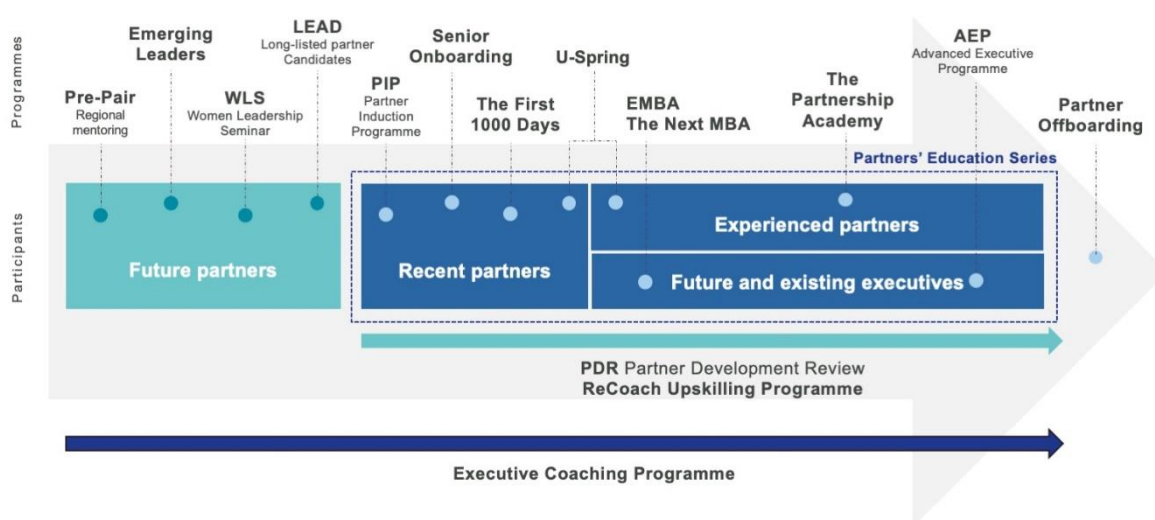 Programmes
Pre-Pair
Regional
mentoring
Emerging
Leaders
WLS
Women Leadership
Seminar
LEAD
Long-listed partner
Candidates
PIP
Partner
Induction
Programme
Senior
Onboarding
The First
1000 Days
U-Spring
EMBA
The Next MBA
The
Partnership
Academy
AEP
Advanced Executive
Programme
Partner
Offboarding
Partners’ Education Series
Participants
Future partners
Recent partners
Experienced partners
Future and existing executives
PDR Partner Development Review
ReCoach Upskilling Programme
Executive Coaching Programme